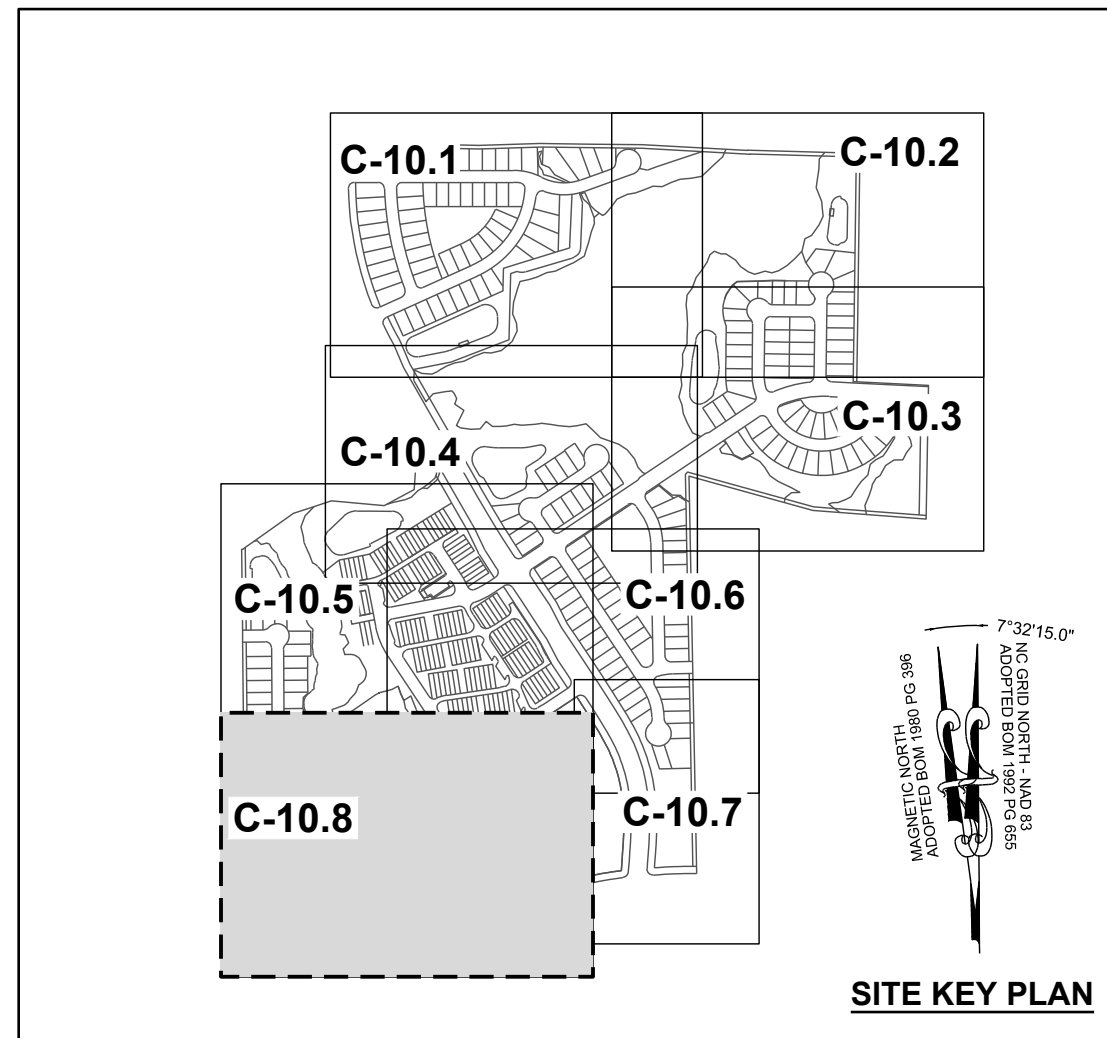 C-10.1
C-10.2
C-10.3
C-10.4
C-10.5
C-10.6
C-10.7
C-10.8
7°32'15.0"
MAGNETIC NORTH
ADOPTED BOM 1980 PG 396
NC GRID NORTH - NAD 83
ADOPTED BOM 1992 PG 655
SITE KEY PLAN